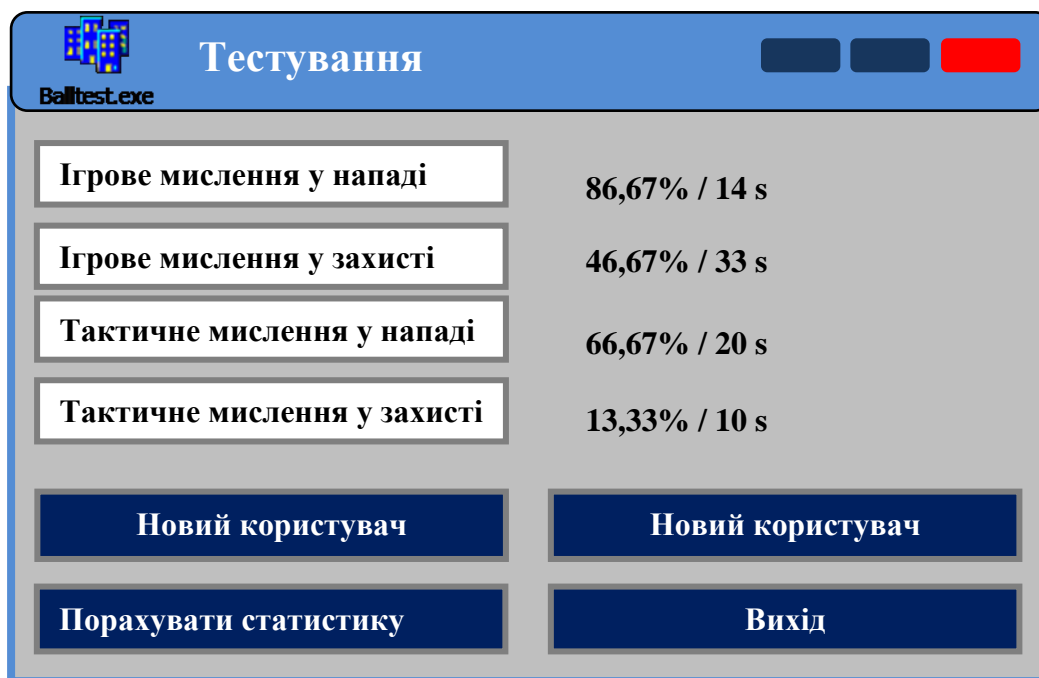 Тестування
Balltest.exe
Ігрове мислення у нападі
86,67% / 14 s
Ігрове мислення у захисті
46,67% / 33 s
Тактичне мислення у нападі
66,67% / 20 s
Тактичне мислення у захисті
13,33% / 10 s
Новий користувач
Новий користувач
Порахувати статистику
Вихід